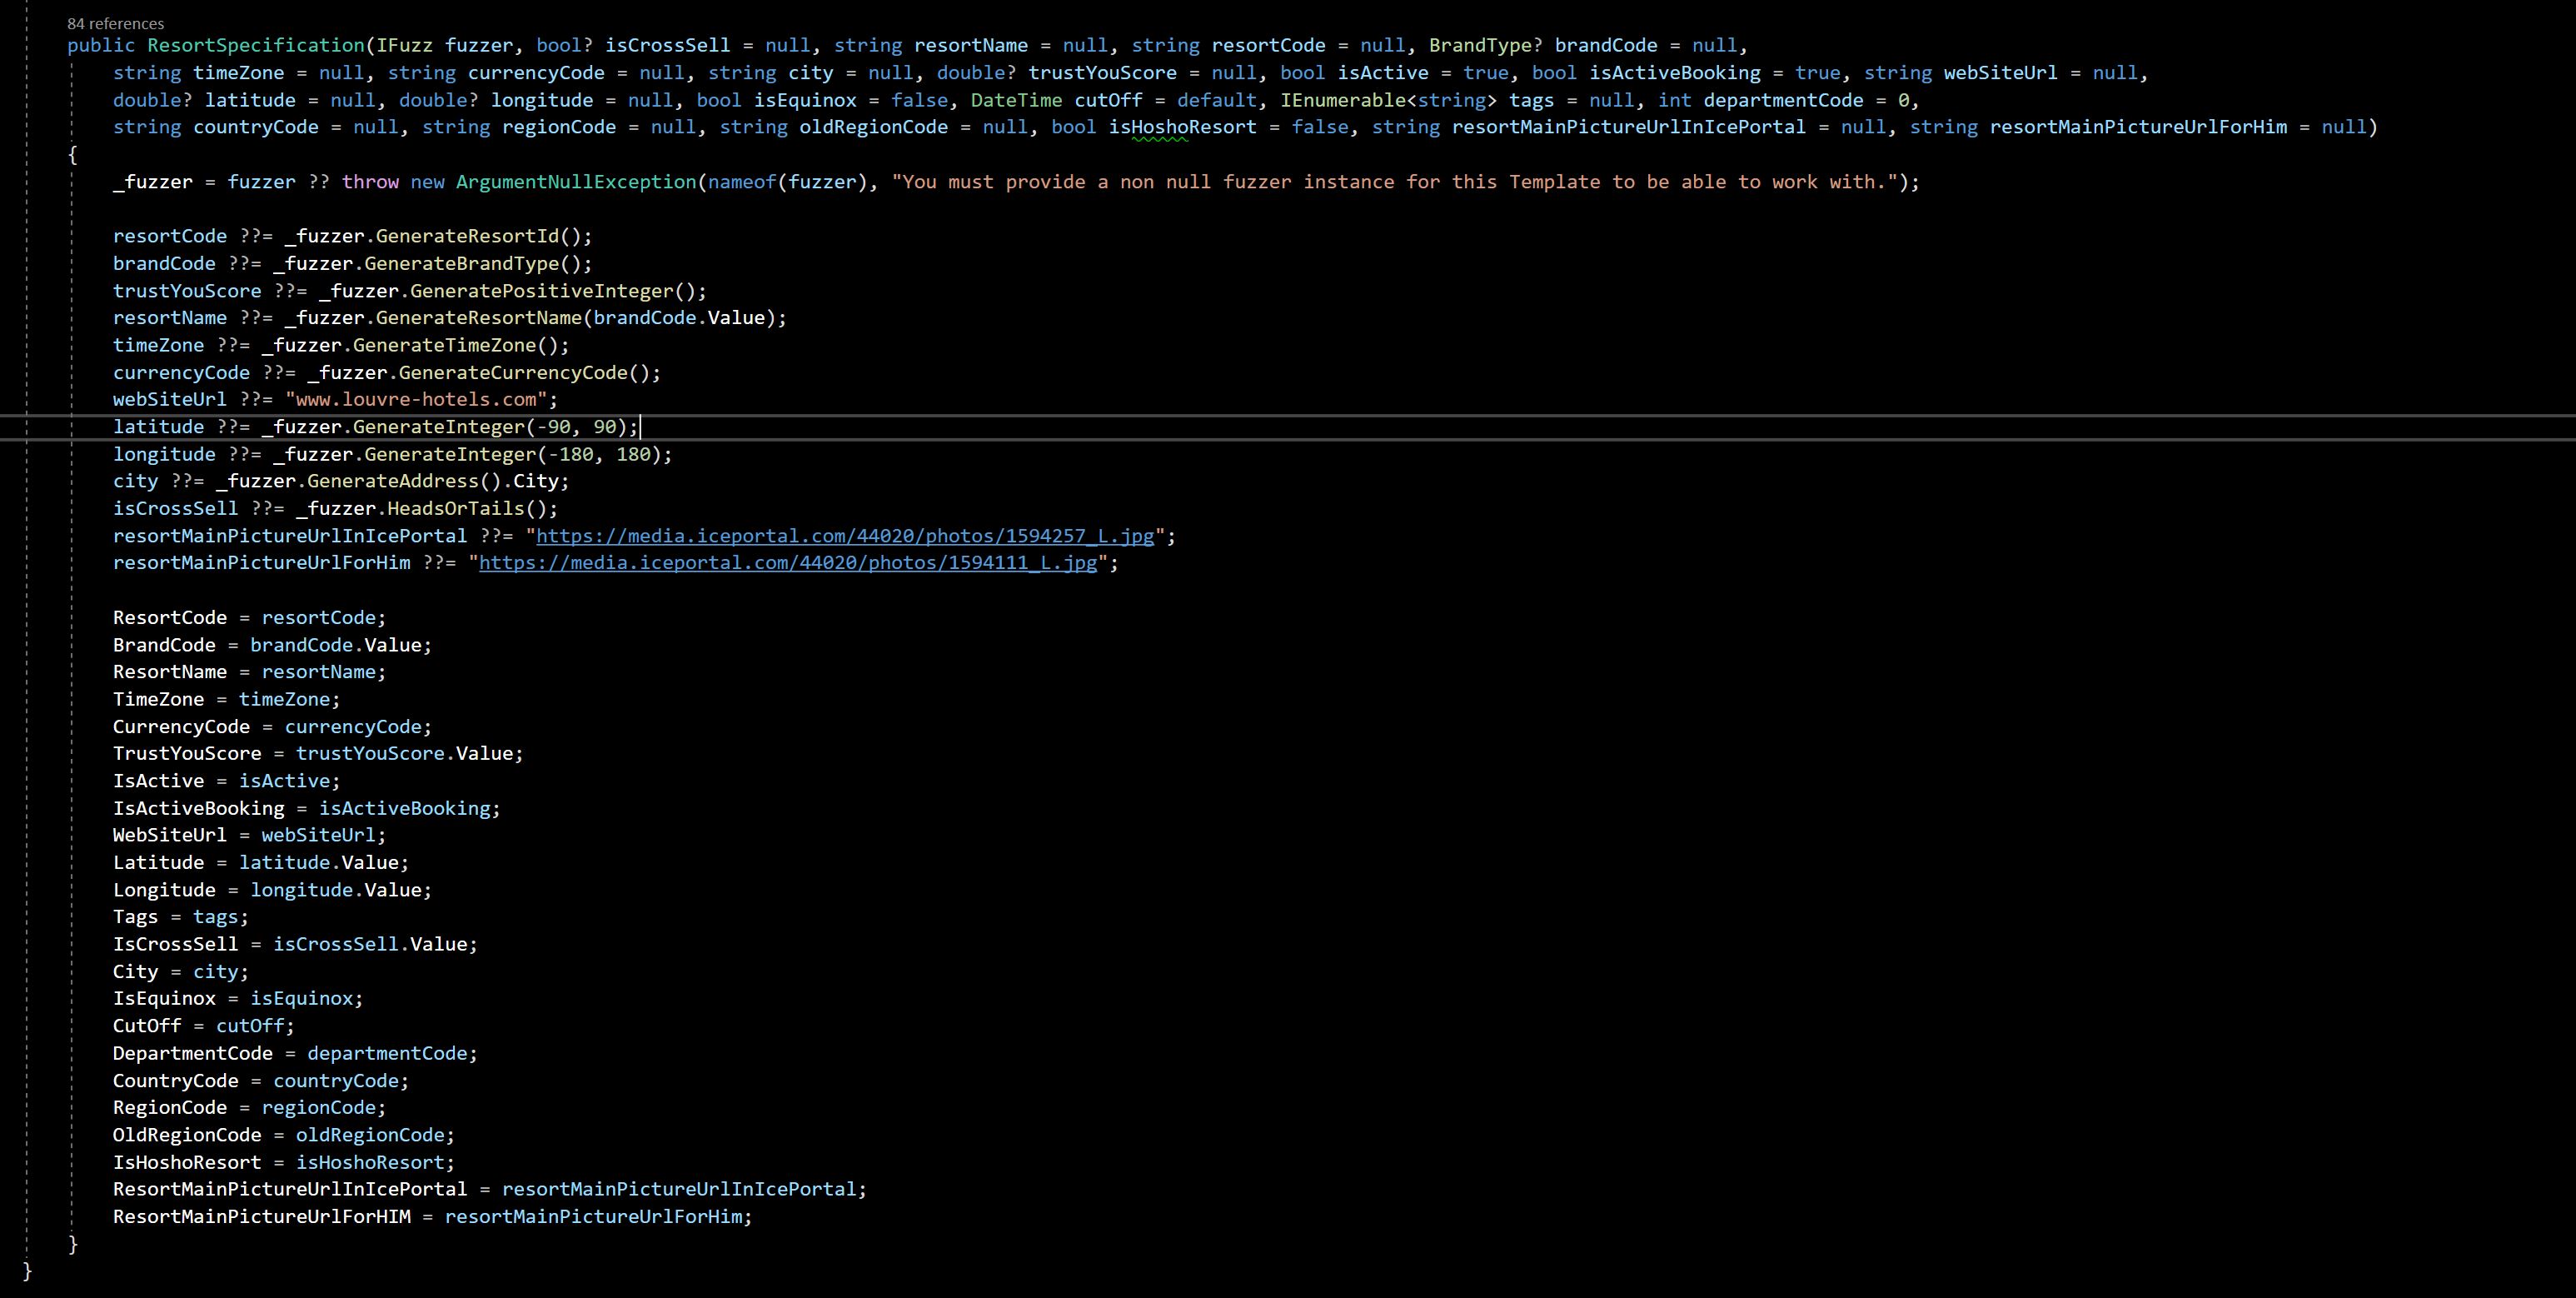 84 references
public ResortSpecification(IFuzz fuzzer, bool? isCrossSell = null, string resortName = null, string resortCode = null, BrandType? brandCode = null,
string timeZone = null, string currencyCode = null, string city = null, double? trustYouScore = null, bool isActive = true, bool isActiveBooking = true, string webSiteUrl = null,
double? latitude = null, double? longitude = null, bool isEquinox = false, DateTime cutOff = default, IEnumerable<string> tags = null, int departmentCode = 0,
string countryCode = null, string regionCode = null, string oldRegionCode = null, bool isHoshoResort = false, string resortMainPictureUrlInIcePortal = null, string resortMainPictureUrlForHim = null)
{
_fuzzer = fuzzer ?? throw new ArgumentNullException(nameof(fuzzer), "You must provide a non null fuzzer instance for this Template to be able to work with.");
resortCode ??= _fuzzer.GenerateResortId();
brandCode ??= _fuzzer.GenerateBrandType();
trustYouScore ??= _fuzzer.GeneratePositiveInteger();
resortName ??= _fuzzer.GenerateResortName(brandCode.Value);
timeZone ??= _fuzzer.GenerateTimeZone();
currencyCode ??= _fuzzer.GenerateCurrencyCode();
webSiteUrl ??= "www.louvre-hotels.com";
latitude ??= _fuzzer.GenerateInteger(-90, 90);
longitude ??= _fuzzer.GenerateInteger(-180, 180);
city ??= _fuzzer.GenerateAddress().City;
isCrossSell ??= _fuzzer.HeadsOrTails();
resortMainPictureUrlInIcePortal ??= "https://media.iceportal.com/44020/photos/1594257_L.jpg";
resortMainPictureUrlForHim ??= "https://media.iceportal.com/44020/photos/1594111_L.jpg";
ResortCode = resortCode;
BrandCode = brandCode.Value;
ResortName = resortName;
TimeZone = timeZone;
CurrencyCode = currencyCode;
TrustYouScore = trustYouScore.Value;
IsActive = isActive;
IsActiveBooking = isActiveBooking;
WebSiteUrl = webSiteUrl;
Latitude = latitude.Value;
Longitude = longitude.Value;
Tags = tags;
IsCrossSell = isCrossSell.Value;
City = city;
IsEquinox = isEquinox;
CutOff = cutOff;
DepartmentCode = departmentCode;
CountryCode = countryCode;
RegionCode = regionCode;
OldRegionCode = oldRegionCode;
IsHoshoResort = isHoshoResort;
ResortMainPictureUrlInIcePortal = resortMainPictureUrlInIcePortal;
ResortMainPictureUrlForHIM = resortMainPictureUrlForHim;
}
}